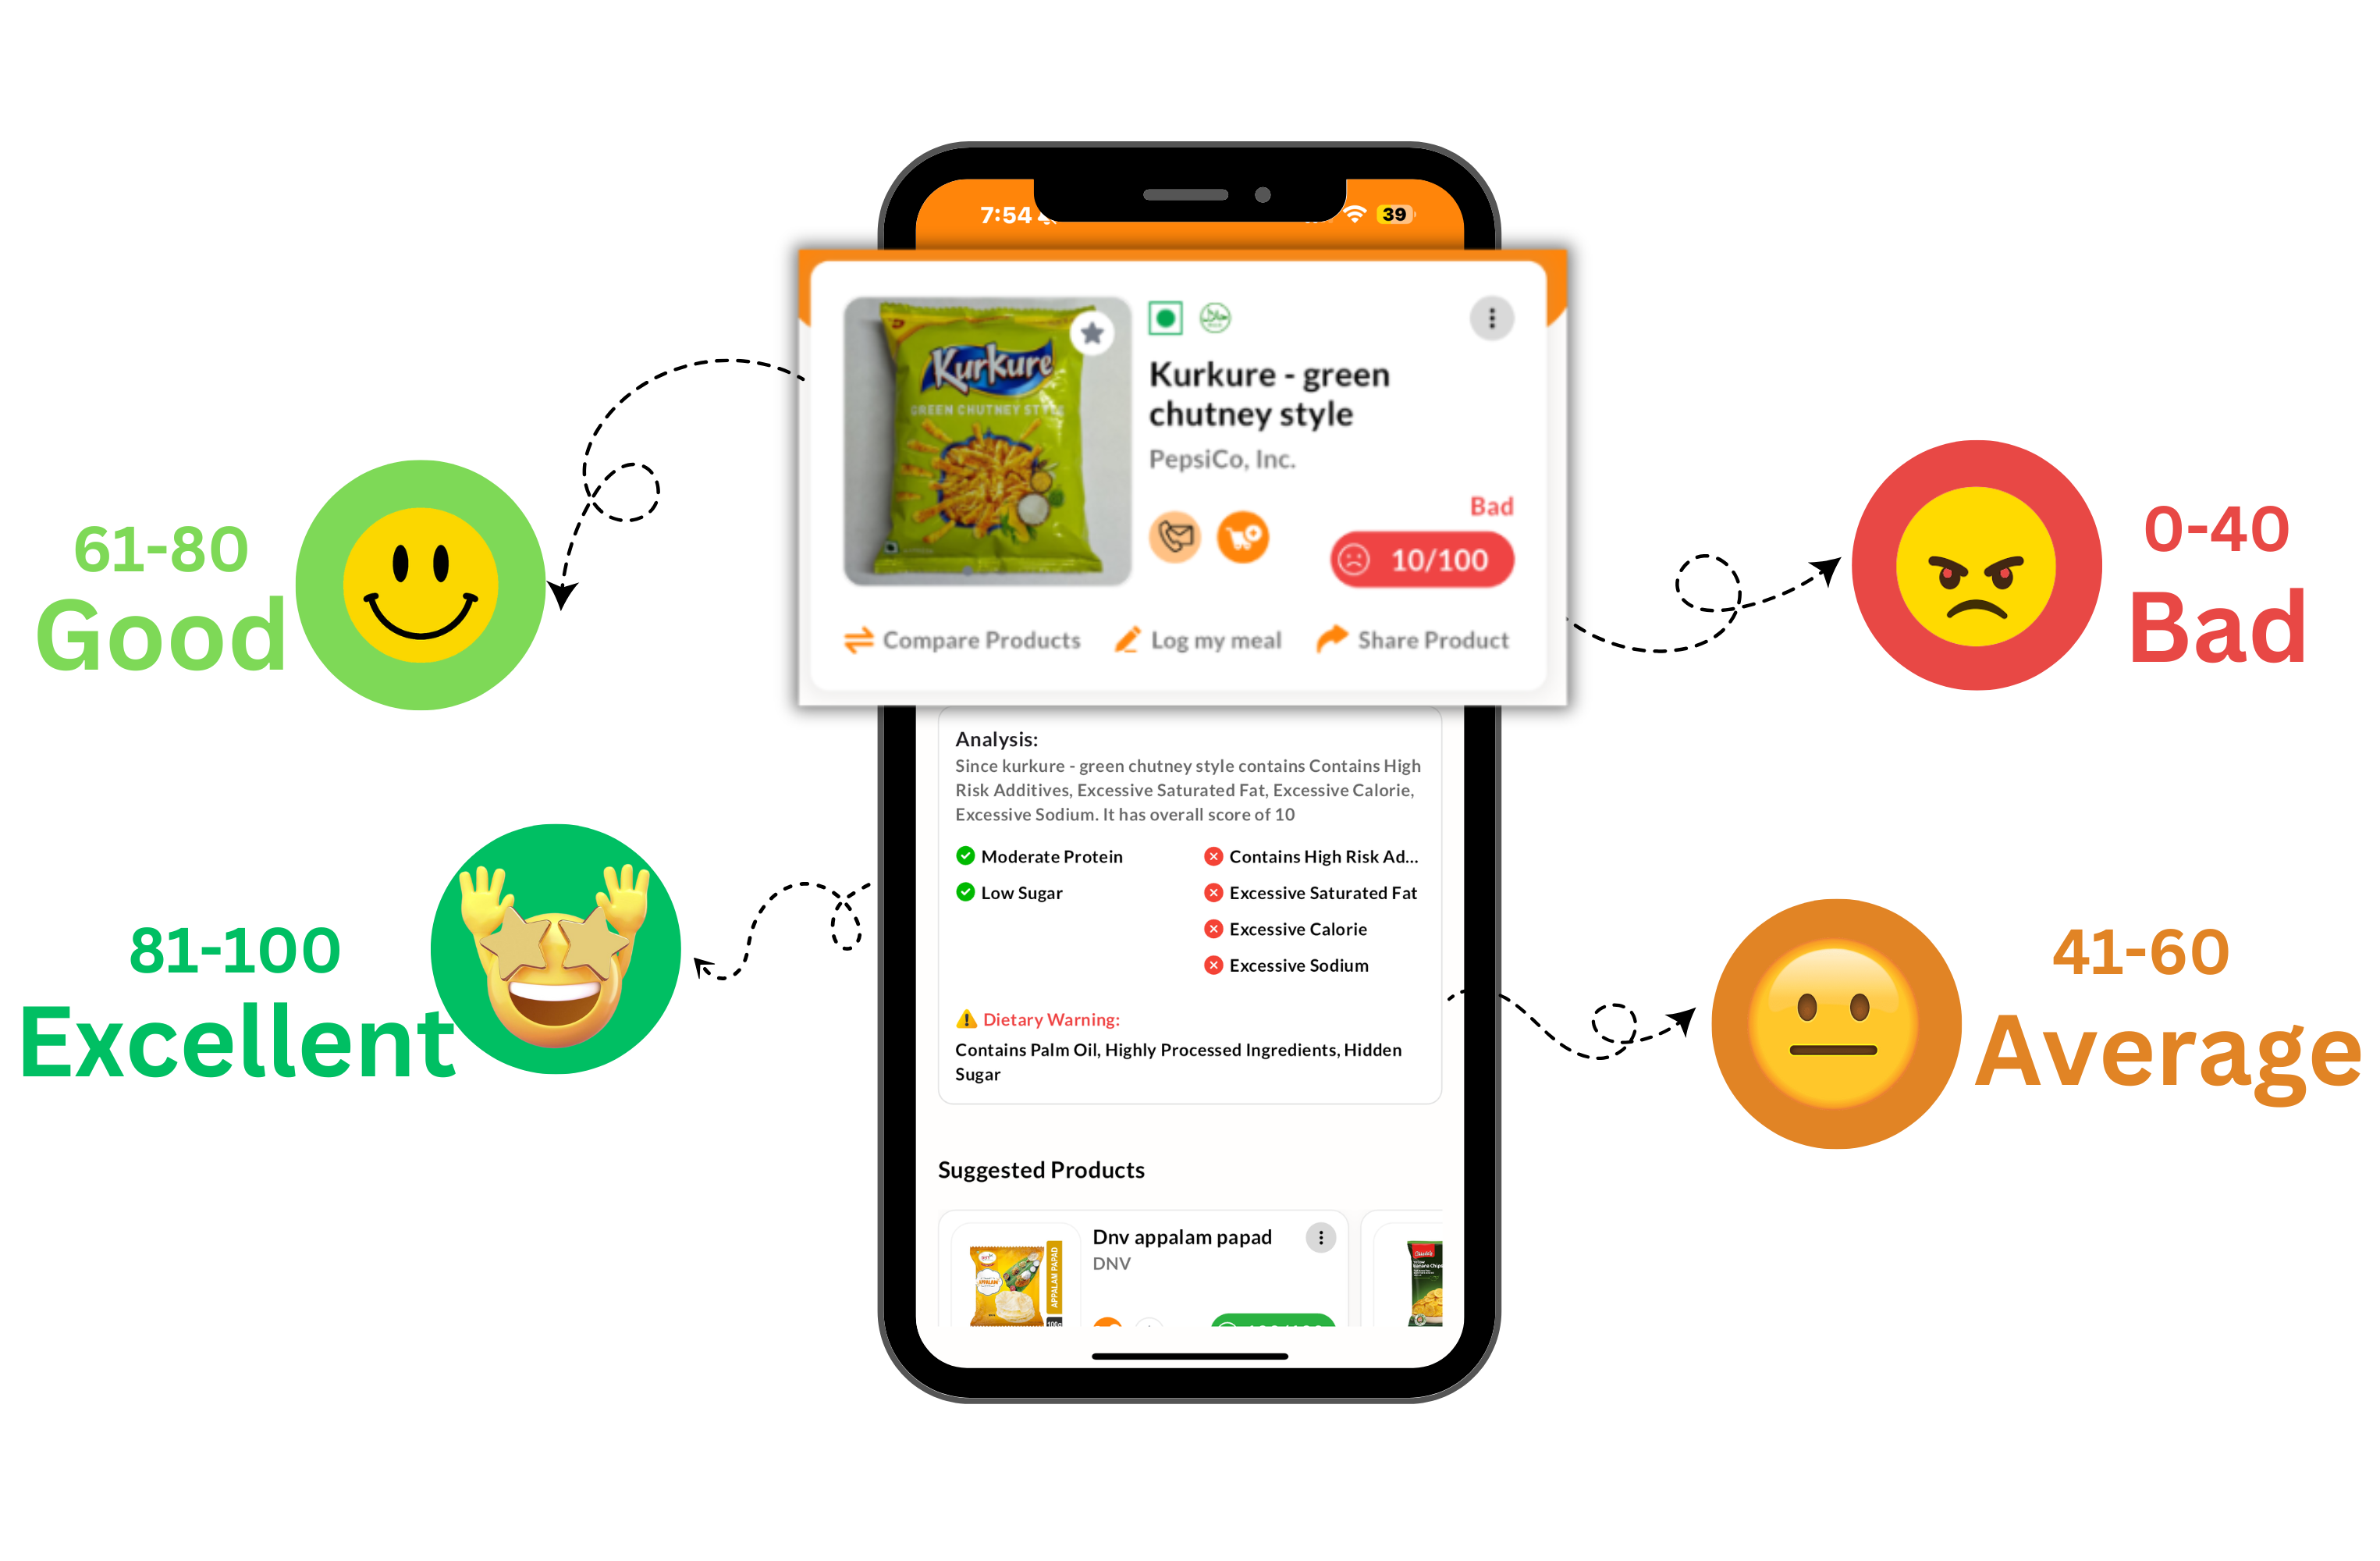 7:54
39
Kurkure
GREEN CHUTNEY STYLE
Kurkure - green
chutney style
PepsiCo, Inc.
Bad
10/100
Compare Products
Log my meal
Share Product
61-80
Good
0-40
Bad
Analysis:
Since kurkure - green chutney style contains Contains High
Risk Additives, Excessive Saturated Fat, Excessive Calorie,
Excessive Sodium. It has overall score of 10
Moderate Protein
Contains High Risk Ad...
Low Sugar
Excessive Saturated Fat
Excessive Calorie
Excessive Sodium
81-100
Excellent
41-60
Average
Dietary Warning:
Contains Palm Oil, Highly Processed Ingredients, Hidden
Sugar
Suggested Products
Dnv appalam papad
DNV
APPALAM PAPAD